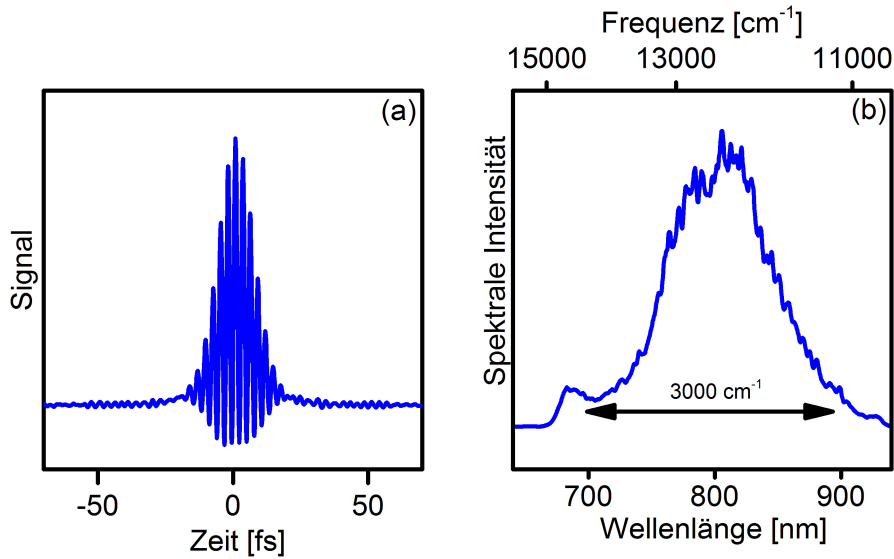 (a)
Signal
-50 0 50
Zeit [fs]
Frequenz [cm⁻¹]
15000 13000 11000
(b)
Spektrale Intensität
3000 cm⁻¹
700 800 900
Wellenlänge [nm]